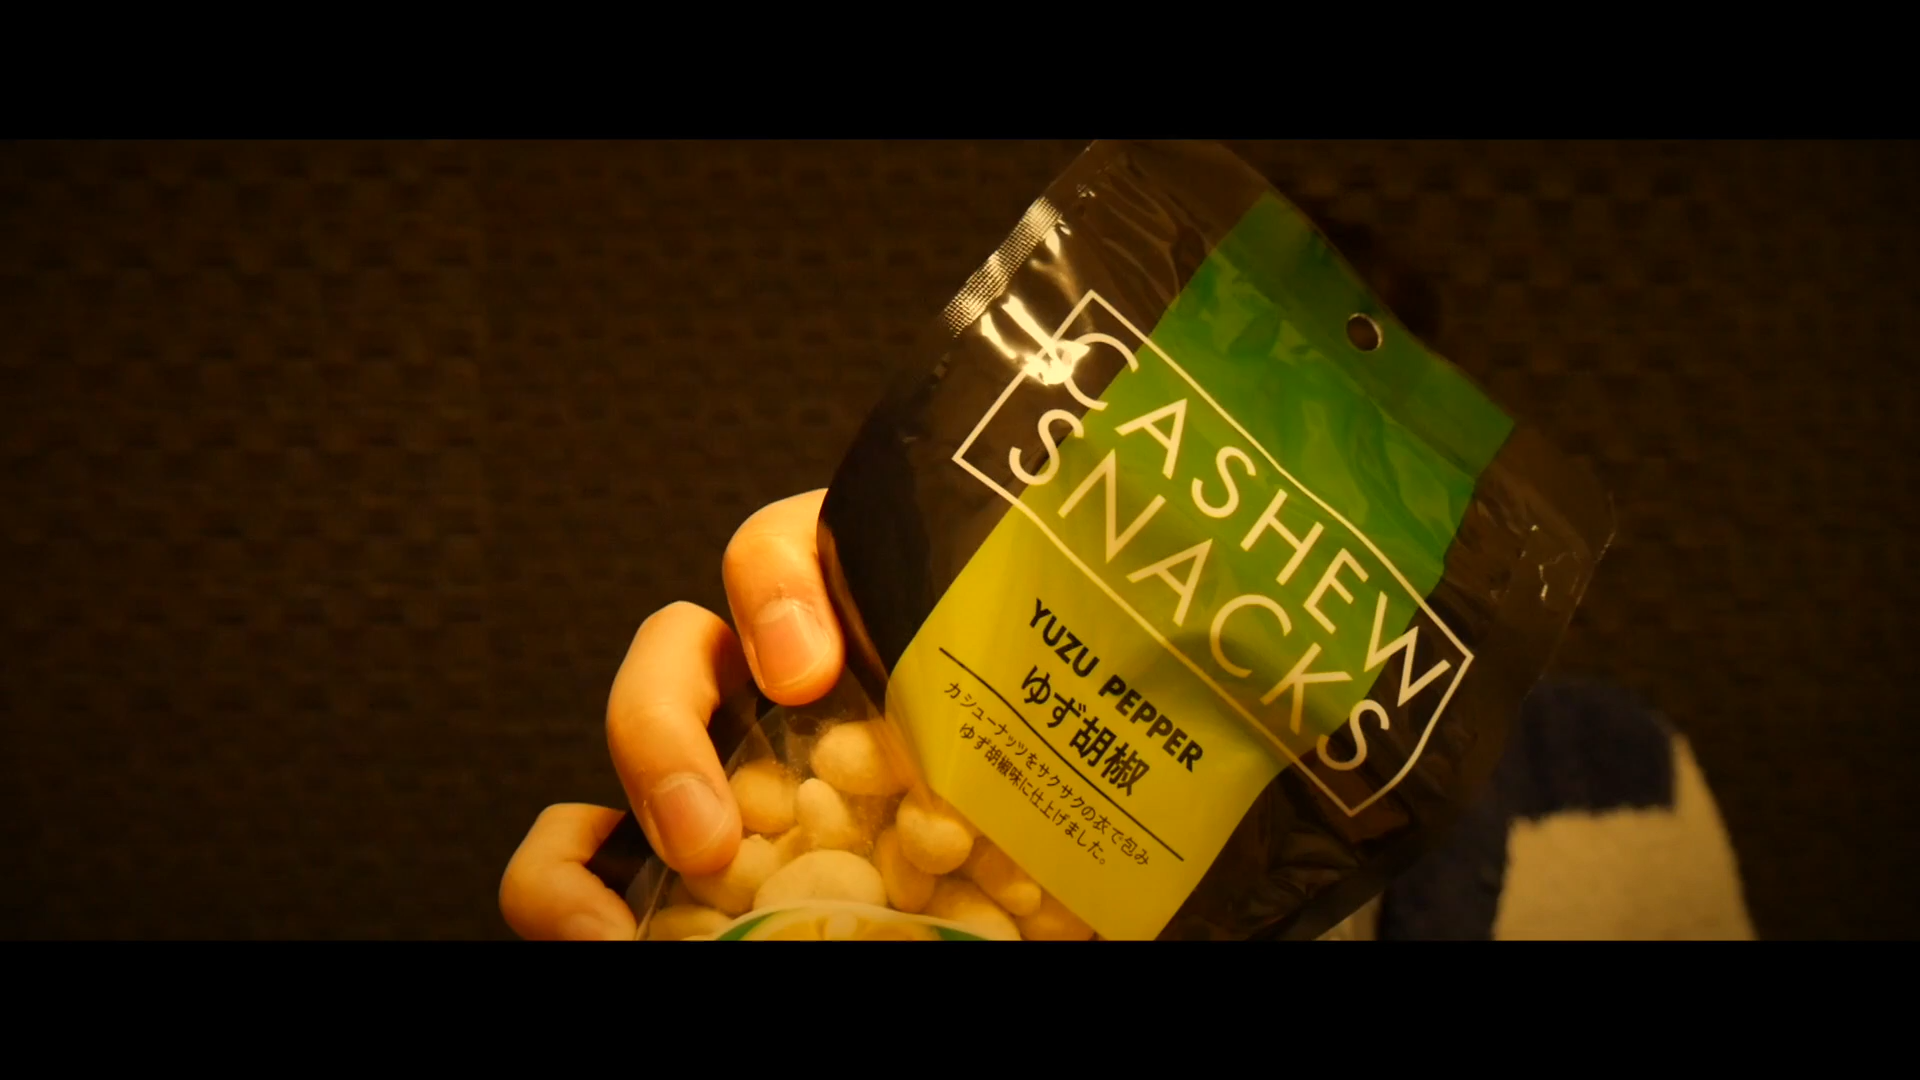 CASHEW
SNACKS
YUZU PEPPER
ゆず胡椒
カシューナッツをサクサクの衣で包み
ゆず胡椒味に仕上げました。